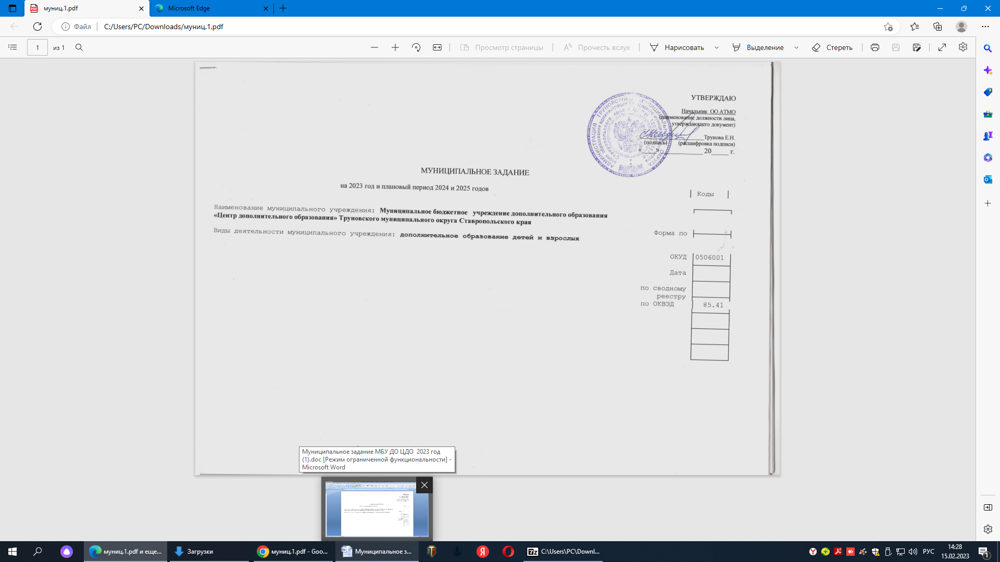 муниц.1.pdf
Microsoft Edge
Файл
C:/Users/PC/Downloads/муниц.1.pdf
1
из 1
Просмотр страницы
Прочесть вслух
Нарисовать
Выделение
Стереть
УТВЕРЖДАЮ
Начальник ОО АТМО
(наименование должности лица,
утверждающего документ)
Трунова Е.Н.
(подпись) (расшифровка подписи)
«____»____________ 20_____ г.
МУНИЦИПАЛЬНОЕ ЗАДАНИЕ
на 2023 год и плановый период 2024 и 2025 годов
Коды
Наименование муниципального учреждения: Муниципальное бюджетное учреждение дополнительного образования
«Центр дополнительного образования» Труновского муниципального округа Ставропольского края
Виды деятельности муниципального учреждения: дополнительное образование детей и взрослых
Форма по
ОКУД 0506001
Дата
по сводному
реестру
по ОКВЭД 85.41
Муниципальное задание МБУ ДО ЦДО 2023 год
(1).doc [Режим ограниченной функциональности] -
Microsoft Word
муниц.1.pdf и еще...
Загрузки
муниц.1.pdf - Goo...
Муниципальное з...
C:\Users\PC\Downl...
РУС
14:28
15.02.2023
1